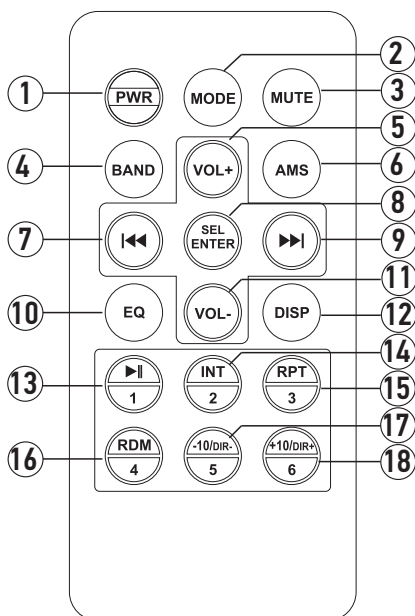 2
1 PWR MODE MUTE 3
5
4 BAND VOL+ AMS 6
8
7 SEL ENTER 9
11
10 EQ VOL- DISP 12
14
13 INT RPT
1 2 3 15
17
16 RDM -10/DIR- +10/DIR+
4 5 6 18